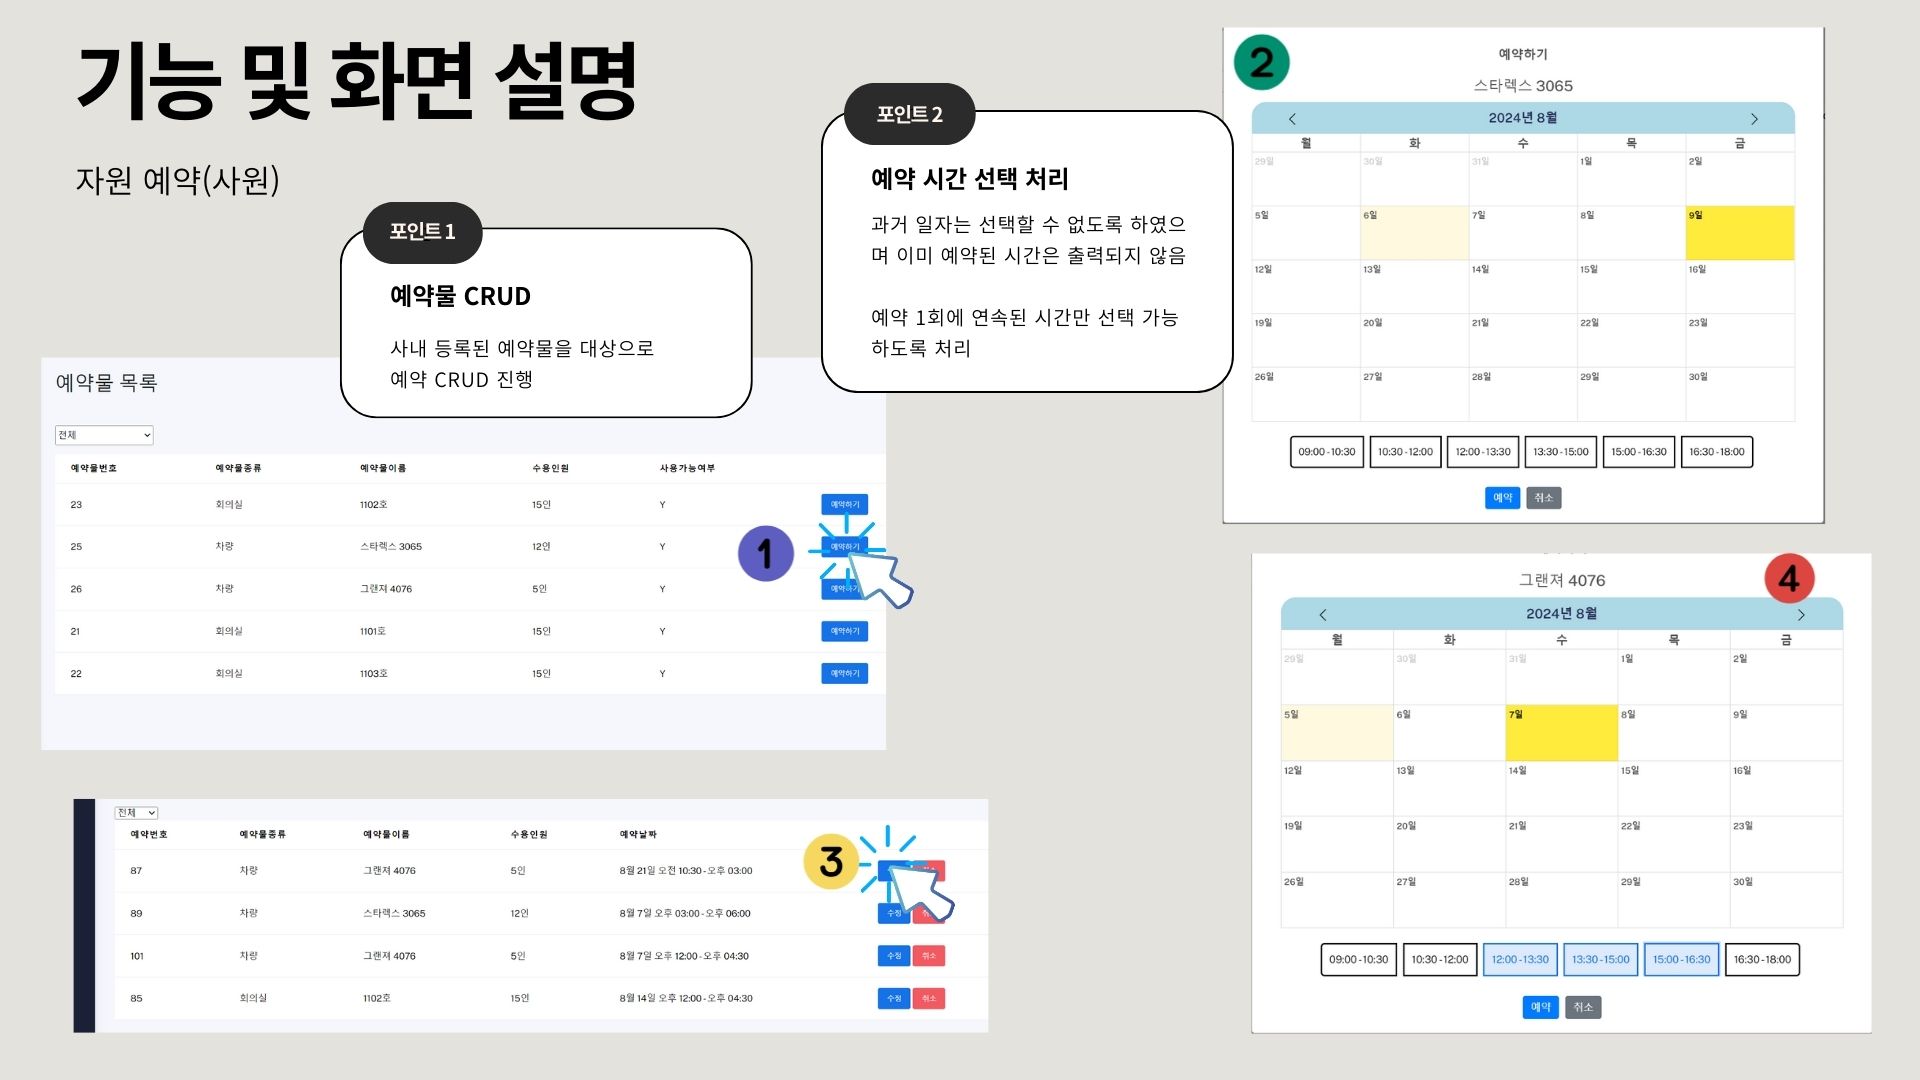 기능 및 화면 설명
자원 예약(사원)
포인트 1
예약물 CRUD
사내 등록된 예약물을 대상으로
예약 CRUD 진행
포인트 2
예약 시간 선택 처리
과거 일자는 선택할 수 없도록 하였으
며 이미 예약된 시간은 출력되지 않음
예약 1회에 연속된 시간만 선택 가능
하도록 처리
예약물 목록
전체
예약물번호 예약물종류 예약물이름 수용인원 사용가능여부
23 회의실 1102호 15인 Y 예약하기
25 차량 스타렉스 3065 12인 Y 예약하기
26 차량 그랜져 4076 5인 Y 예약하기
21 회의실 1101호 15인 Y 예약하기
22 회의실 1103호 15인 Y 예약하기
1
2
예약하기
스타렉스 3065
2024년 8월
월 화 수 목 금
29일 30일 31일 1일 2일
5일 6일 7일 8일 9일
12일 13일 14일 15일 16일
19일 20일 21일 22일 23일
26일 27일 28일 29일 30일
09:00-10:30 10:30-12:00 12:00-13:30 13:30-15:00 15:00-16:30 16:30-18:00
예약 취소
전체
예약번호 예약물종류 예약물이름 수용인원 예약날짜
87 차량 그랜져 4076 5인 8월 21일 오전 10:30-오후 03:00
89 차량 스타렉스 3065 12인 8월 7일 오후 03:00-오후 06:00 수정
101 차량 그랜져 4076 5인 8월 7일 오후 12:00-오후 04:30 수정 취소
85 회의실 1102호 15인 8월 14일 오후 12:00-오후 04:30 수정 취소
3
4
그랜져 4076
2024년 8월
월 화 수 목 금
29일 30일 31일 1일 2일
5일 6일 7일 8일 9일
12일 13일 14일 15일 16일
19일 20일 21일 22일 23일
26일 27일 28일 29일 30일
09:00-10:30 10:30-12:00 12:00-13:30 13:30-15:00 15:00-16:30 16:30-18:00
예약 취소